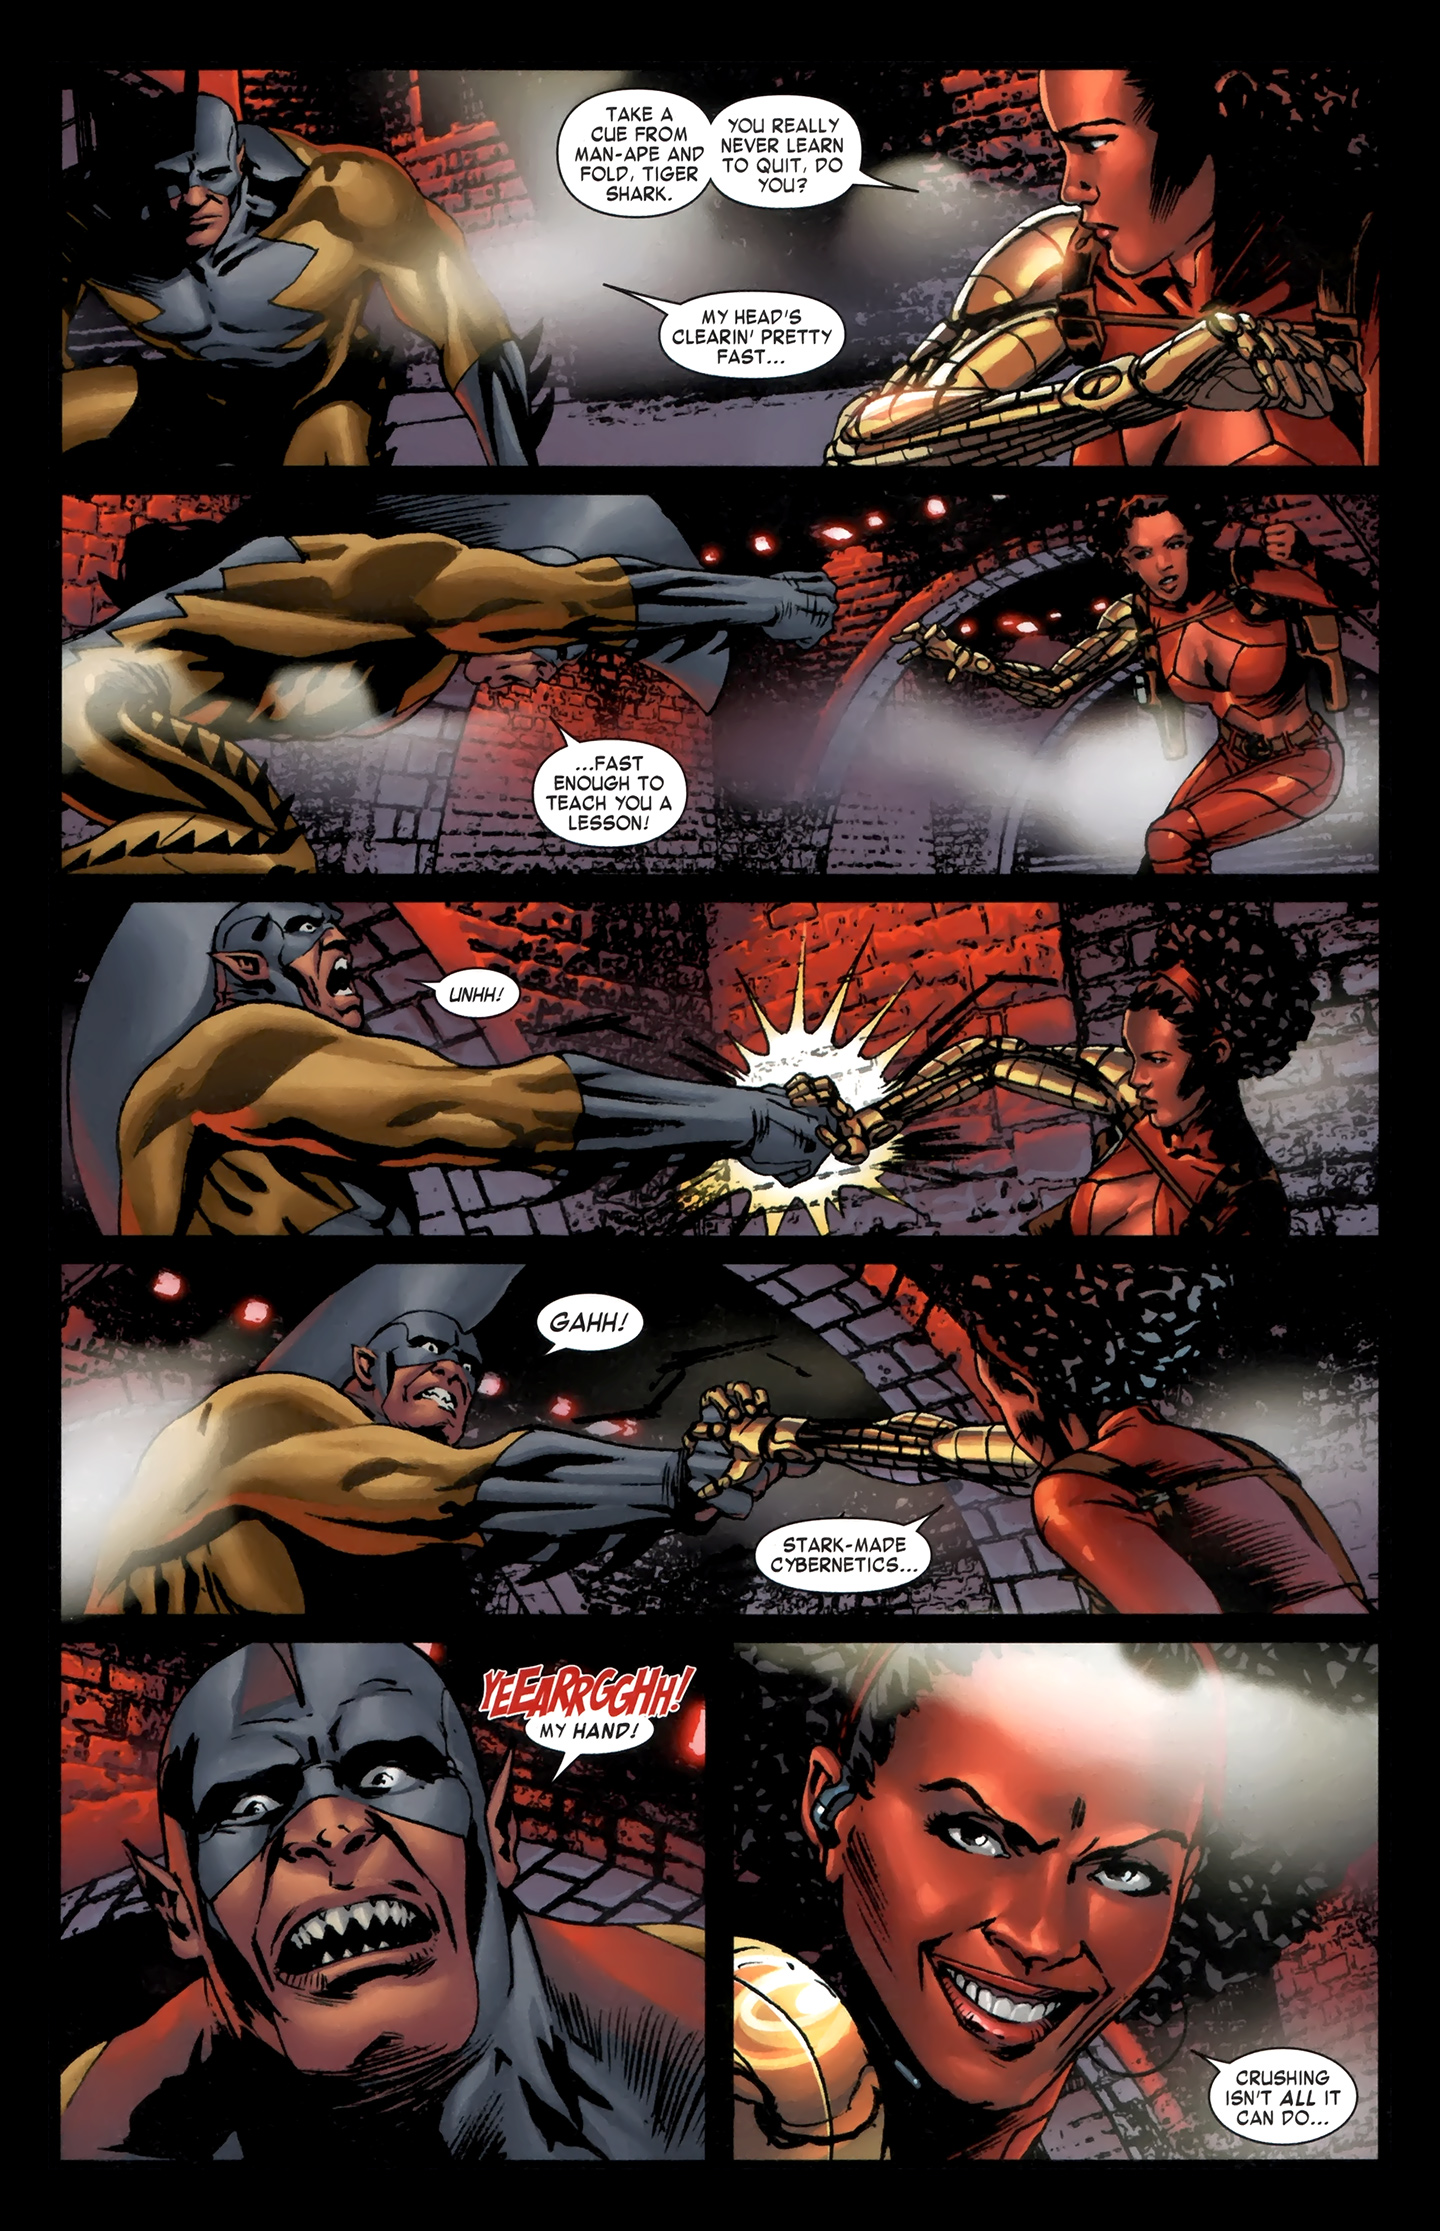 TAKE A
CUE FROM
MAN-APE AND
FOLD, TIGER
SHARK.
YOU REALLY
NEVER LEARN
TO QUIT, DO
YOU?
MY HEAD'S
CLEARIN' PRETTY
FAST...
...FAST
ENOUGH TO
TEACH YOU A
LESSON!
UNHH!
GAHH!
STARK-MADE
CYBERNETICS...
YEEARRGGHH!
MY HAND!
CRUSHING
ISN'T ALL IT
CAN DO...